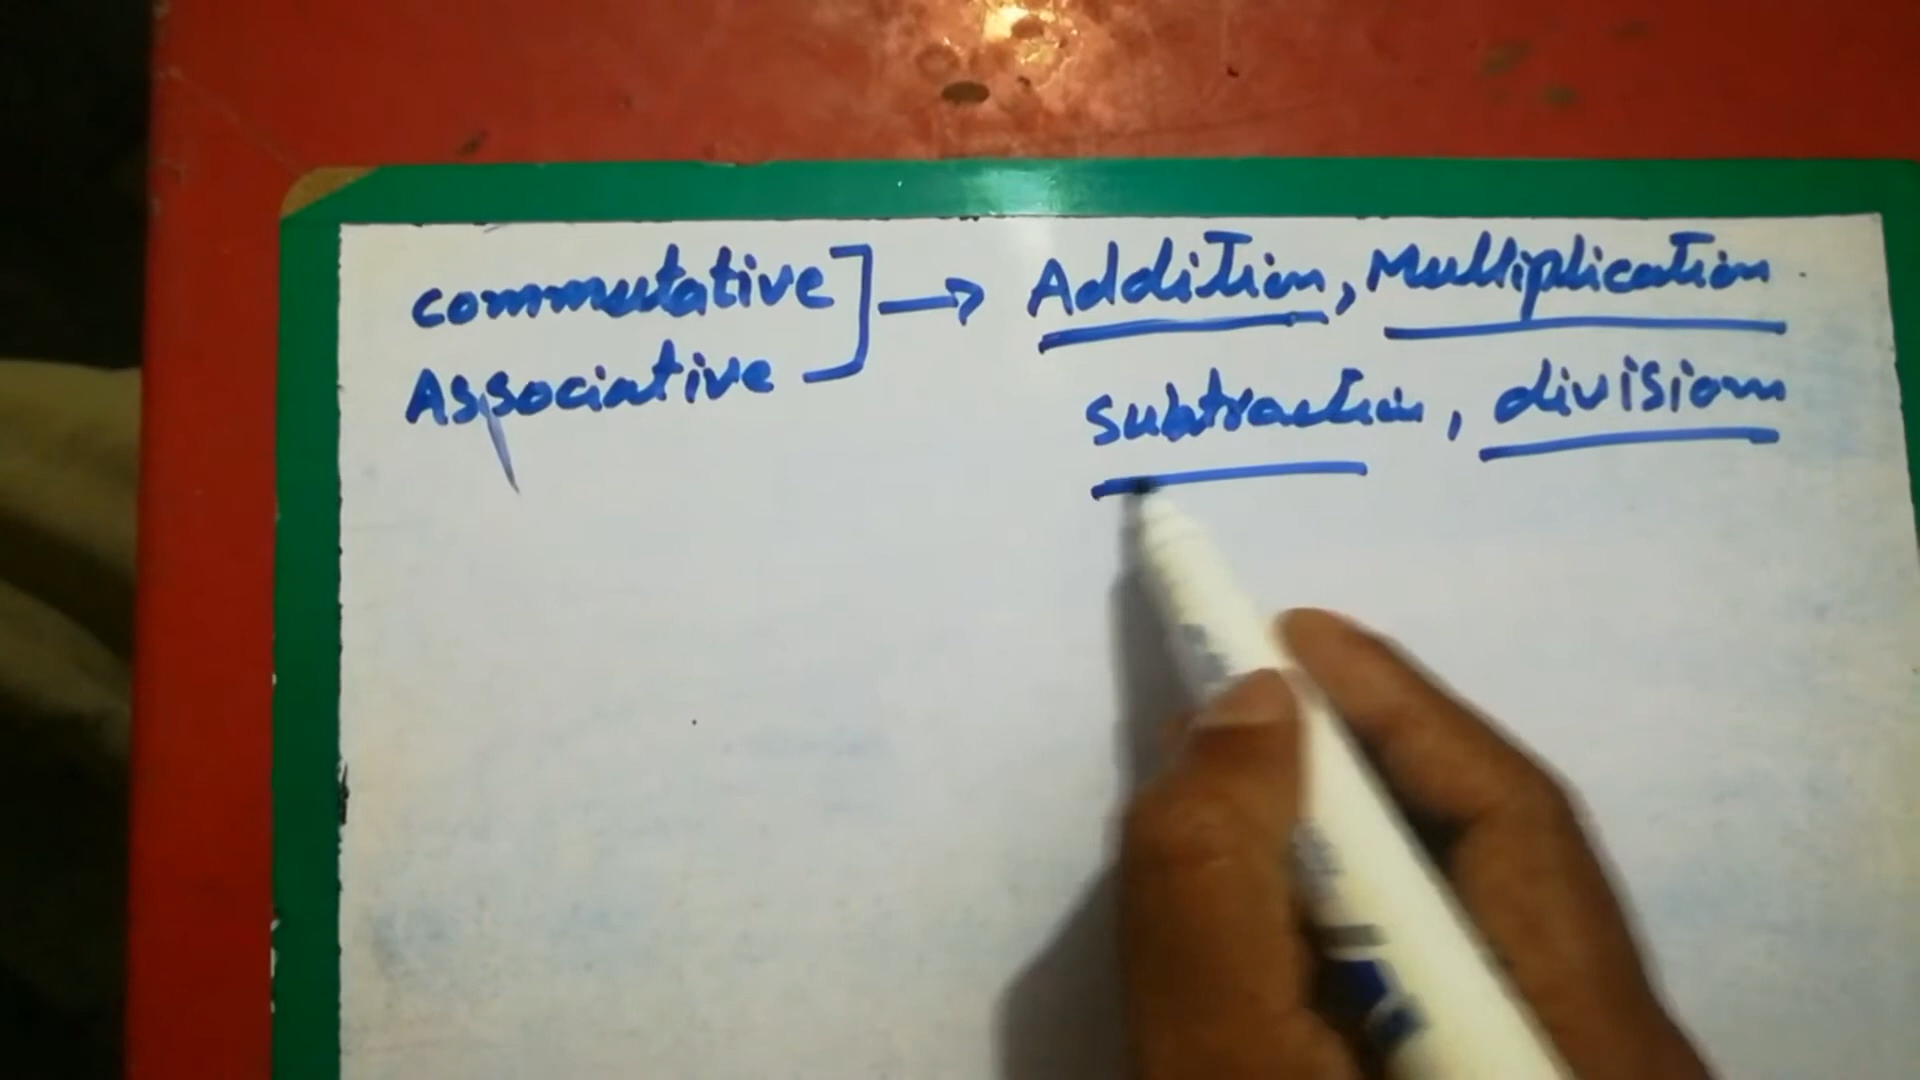 commutative ] → Addition, Multiplication
Associative
subtraction, division